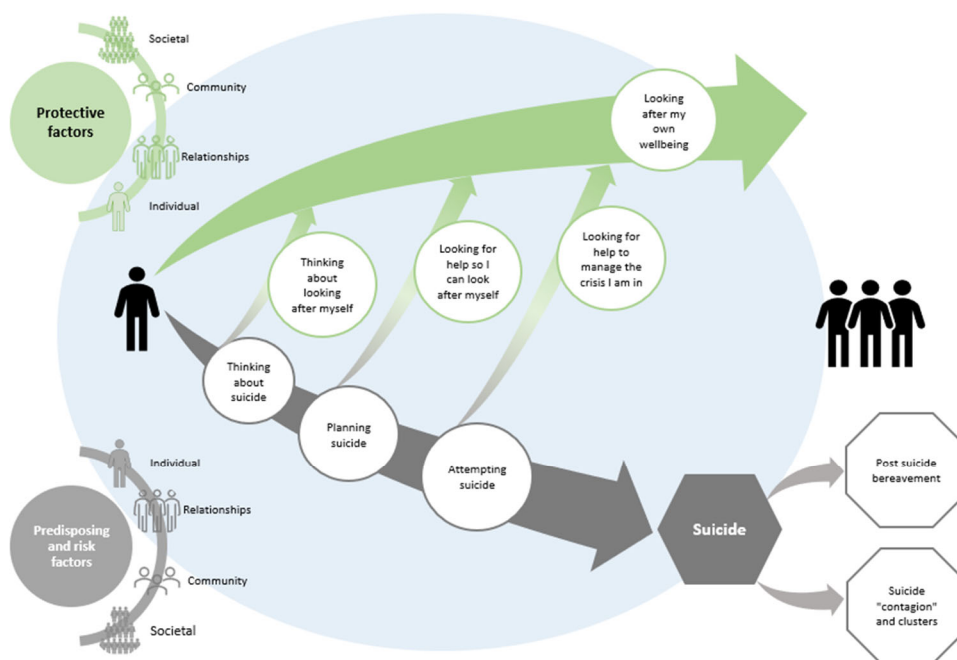 Societal
Community
Protective
factors
Relationships
Individual
Looking
after my
own
wellbeing
Thinking
about
looking
after myself
Looking for
help so I
can look
after myself
Looking for
help to
manage the
crisis I am in
Thinking
about
suicide
Planning
suicide
Attempting
suicide
Individual
Relationships
Predisposing
and risk
factors
Community
Societal
Suicide
Post suicide
bereavement
Suicide
"contagion"
and clusters